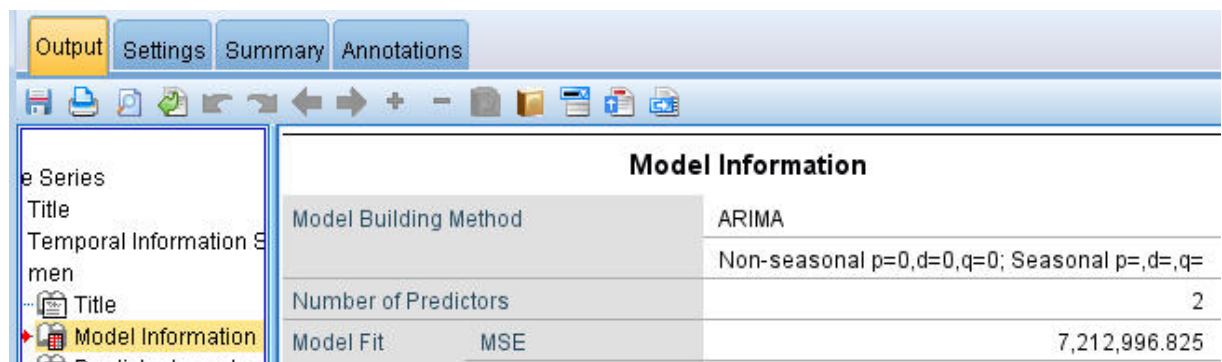 Output Settings Summary Annotations
Model Information
e Series
Title
Temporal Information S
men
Title
Model Information
Model Building Method ARIMA
Non-seasonal p=0,d=0,q=0; Seasonal p=,d=,q=
Number of Predictors 2
Model Fit MSE 7,212,996.825